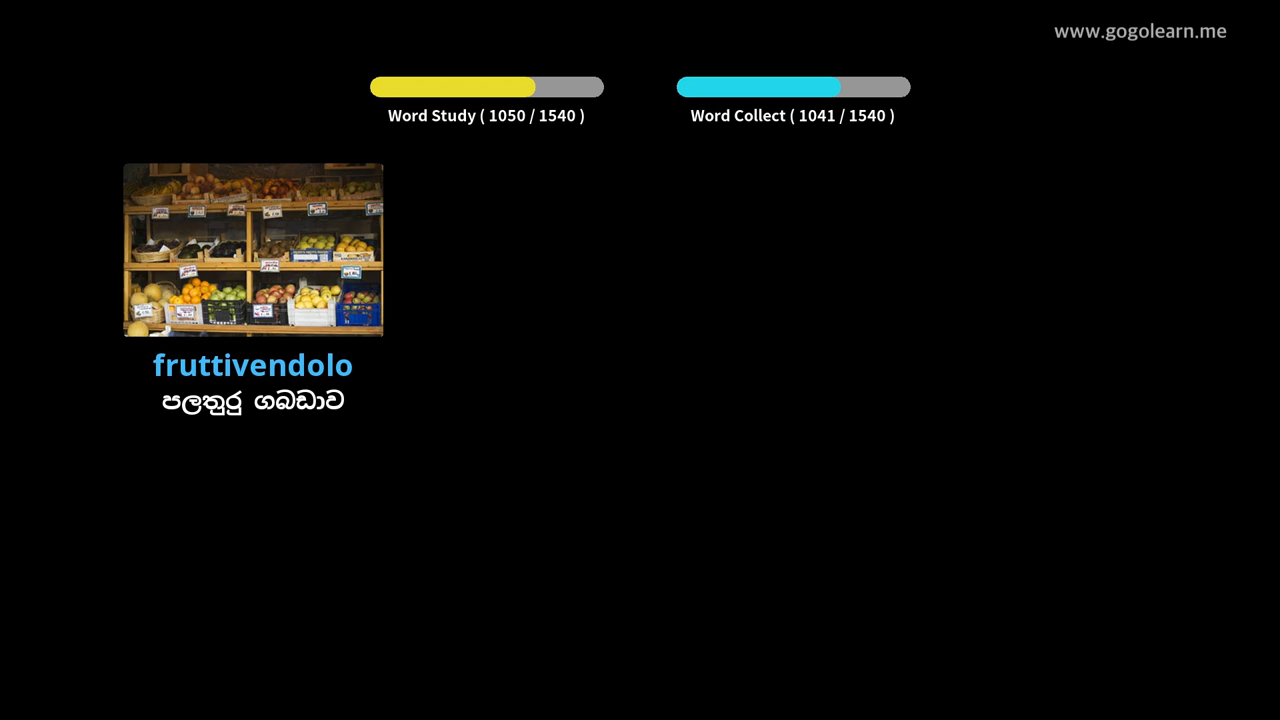 www.gogolearn.me
Word Study ( 1050 / 1540 )
Word Collect ( 1041 / 1540 )
fruttivendolo
පලතුරු ගබඩාව